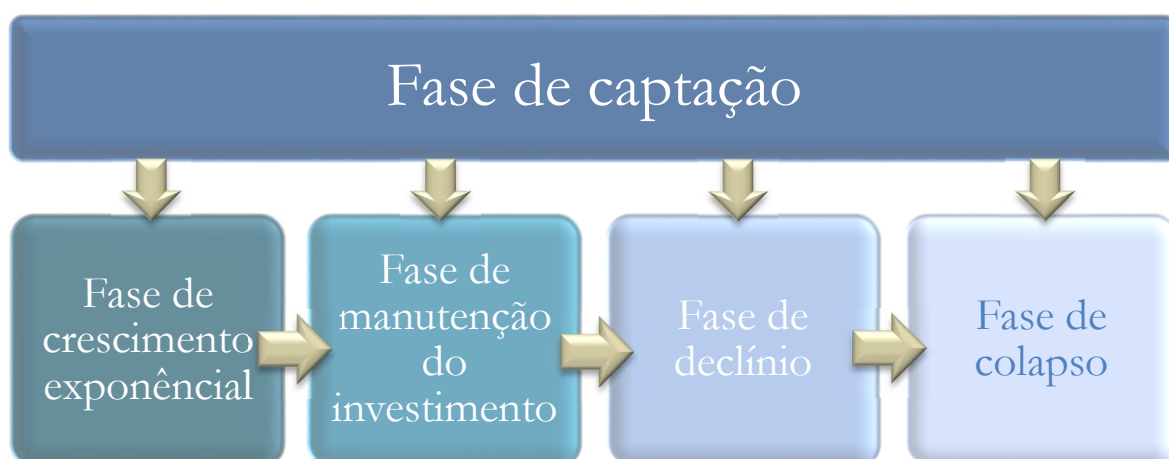 Fase de captação
Fase de
crescimento
exponêncial
Fase de
manutenção
do
investimento
Fase de
declínio
Fase de
colapso